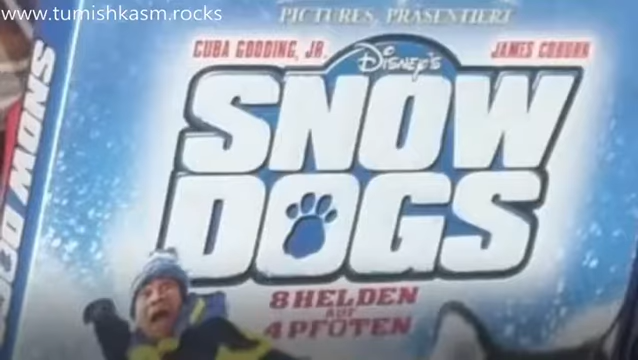 www.turnishkasm.rocks
PICTURES, PRÄSENTIERT
CUBA GOODING, JR.
JAMES COBURN
DISNEY'S
SNOW
DOGS
8 HELDEN
AUF
4 PFOTEN
SNOW DOGS